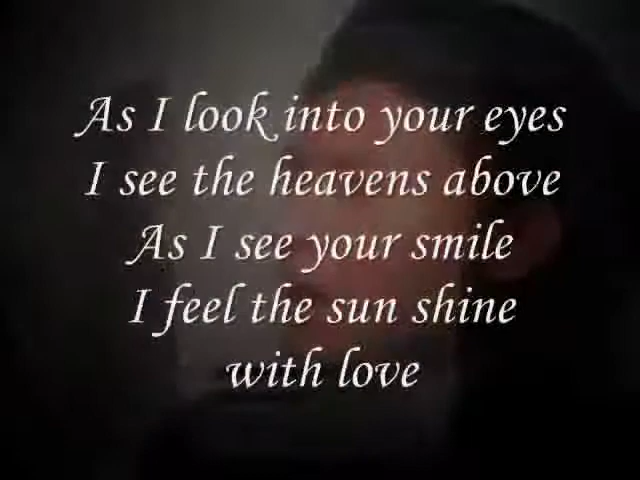 As I look into your eyes
I see the heavens above
As I see your smile
I feel the sun shine
with love